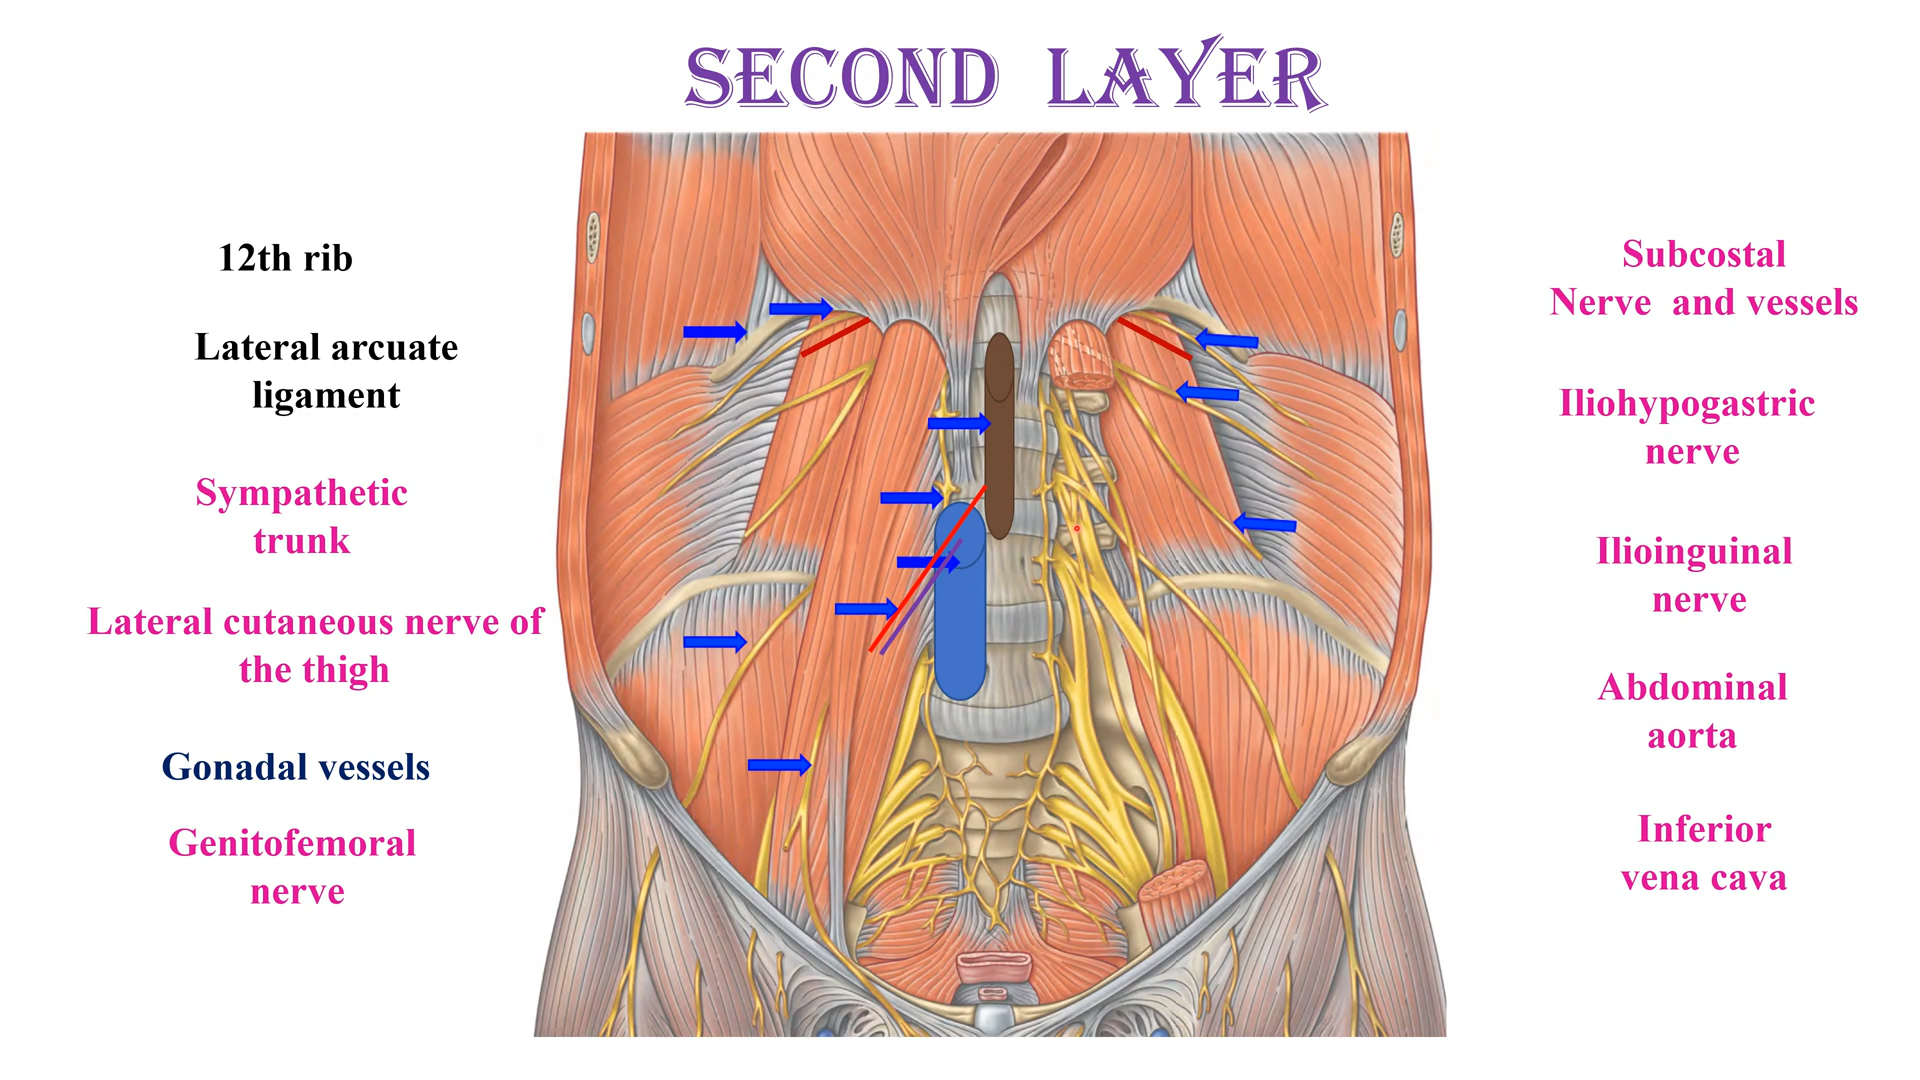 SECOND LAYER
12th rib
Lateral arcuate
ligament
Sympathetic
trunk
Lateral cutaneous nerve of
the thigh
Gonadal vessels
Genitofemoral
nerve
Subcostal
Nerve and vessels
Iliohypogastric
nerve
Ilioinguinal
nerve
Abdominal
aorta
Inferior
vena cava